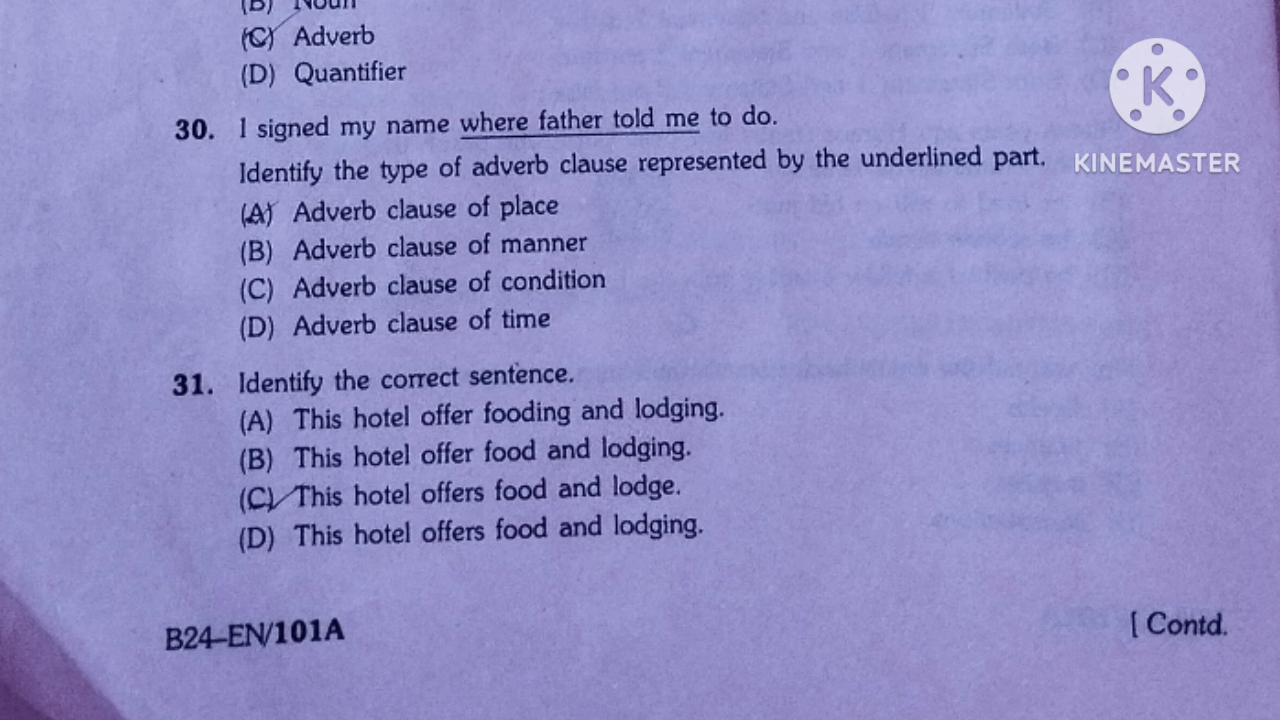 (B) Noun
(C) Adverb
(D) Quantifier
30. I signed my name where father told me to do.
Identify the type of adverb clause represented by the underlined part.
(A) Adverb clause of place
(B) Adverb clause of manner
(C) Adverb clause of condition
(D) Adverb clause of time
31. Identify the correct sentence.
(A) This hotel offer fooding and lodging.
(B) This hotel offer food and lodging.
(C) This hotel offers food and lodge.
(D) This hotel offers food and lodging.
B24–EN/101A
[ Contd.
K
KINEMASTER